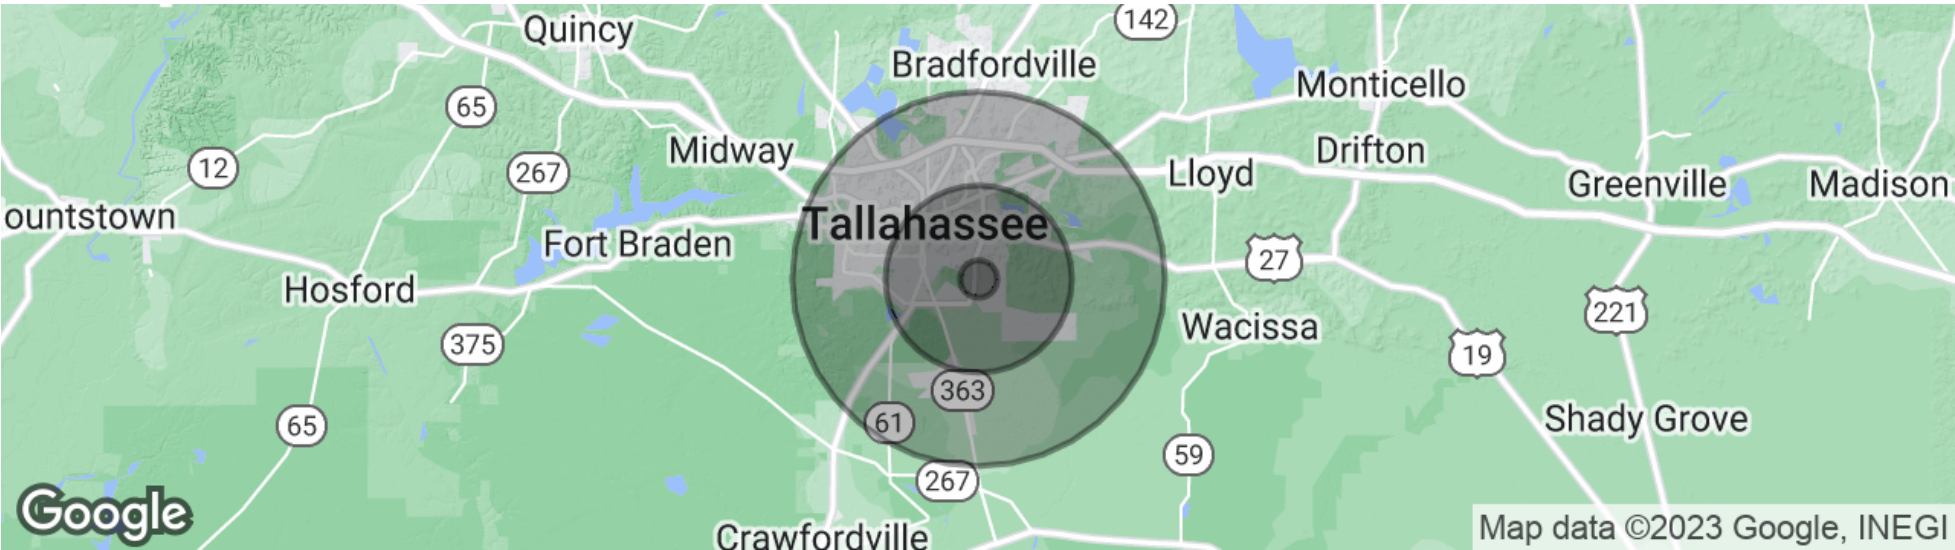 142
Quincy
Bradfordville
Monticello
65
Midway
Drifton
12
267
Lloyd
Greenville
Madison
ountstown
Tallahassee
Fort Braden
27
Hosford
221
Wacissa
375
19
363
61
65
Shady Grove
59
267
Google
Crawfordville
Map data ©2023 Google, INEGI